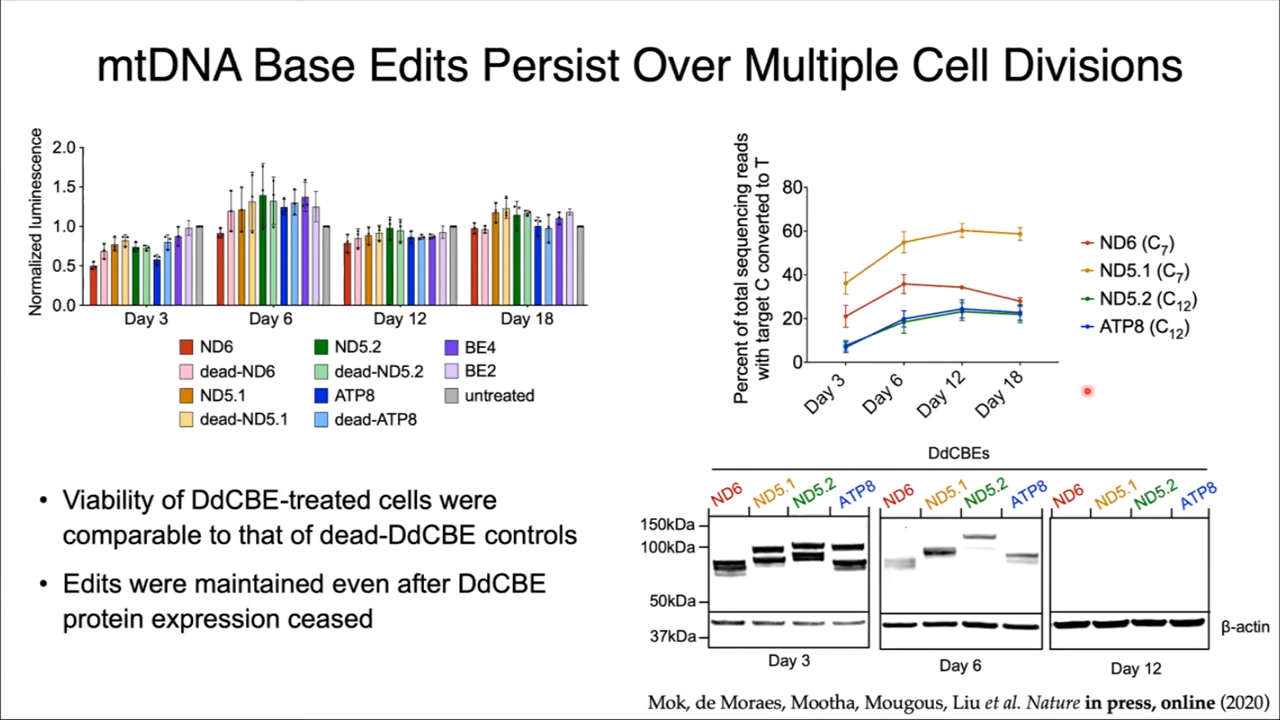 mtDNA Base Edits Persist Over Multiple Cell Divisions
Normalized luminescence
2.0
1.5
1.0
0.5
0.0
Day 3
Day 6
Day 12
Day 18
ND6
dead-ND6
ND5.1
dead-ND5.1
ND5.2
dead-ND5.2
ATP8
dead-ATP8
BE4
BE2
untreated
Percent of total sequencing reads
with target C converted to T
80
60
40
20
0
Day 3
Day 6
Day 12
Day 18
ND6 (C7)
ND5.1 (C7)
ND5.2 (C12)
ATP8 (C12)
• Viability of DdCBE-treated cells were
comparable to that of dead-DdCBE controls
• Edits were maintained even after DdCBE
protein expression ceased
DdCBEs
ND6 ND5.1 ND5.2 ATP8
ND6 ND5.1 ND5.2 ATP8
ND6 ND5.1 ND5.2 ATP8
150kDa
100kDa
50kDa
37kDa
β-actin
Day 3
Day 6
Day 12
Mok, de Moraes, Mootha, Mougous, Liu et al. Nature in press, online (2020)